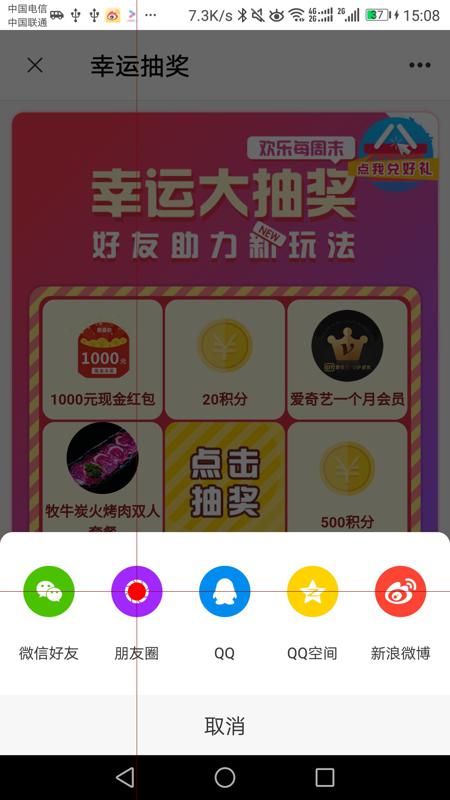 中国电信
中国联通
7.3K/s
4G
2G
2G
37
15:08
幸运抽奖
欢乐每周末
点我兑好礼
幸运大抽奖
好友助力新玩法
NEW
1000元
1000元现金红包
20积分
爱奇艺一个月会员
牧牛炭火烤肉双人
套餐
点击
抽奖
500积分
微信好友
朋友圈
QQ
QQ空间
新浪微博
取消